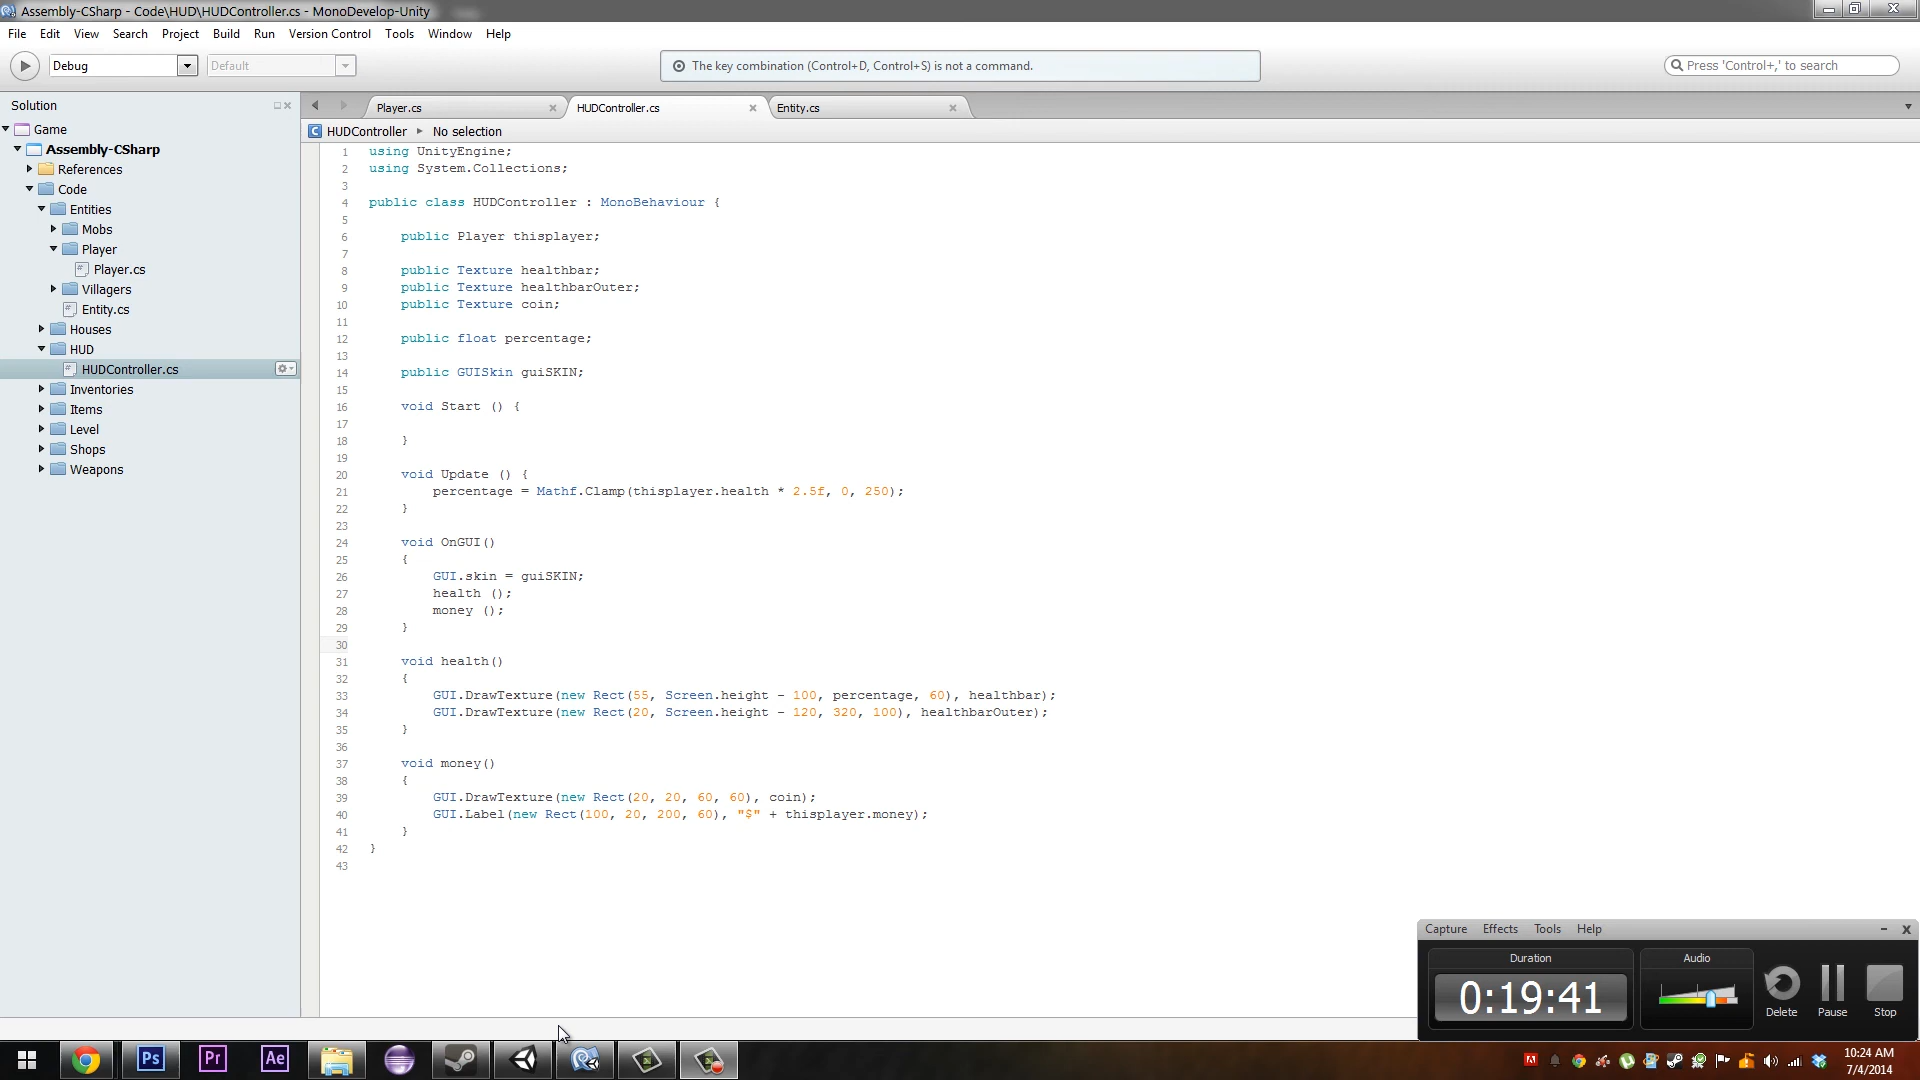 Assembly-CSharp - Code\HUD\HUDController.cs - MonoDevelop-Unity
File Edit View Search Project Build Run Version Control Tools Window Help
Debug
Default
The key combination (Control+D, Control+S) is not a command.
Press 'Control+,' to search
Solution
Game
Assembly-CSharp
References
Code
Entities
Mobs
Player
Player.cs
Villagers
Entity.cs
Houses
HUD
HUDController.cs
Inventories
Items
Level
Shops
Weapons
Player.cs
HUDController.cs
Entity.cs
HUDController
No selection
1 using UnityEngine;
2 using System.Collections;
3
4 public class HUDController : MonoBehaviour {
5
6 public Player thisplayer;
7
8 public Texture healthbar;
9 public Texture healthbarOuter;
10 public Texture coin;
11
12 public float percentage;
13
14 public GUISkin guiSKIN;
15
16 void Start () {
17
18 }
19
20 void Update () {
21 percentage = Mathf.Clamp(thisplayer.health * 2.5f, 0, 250);
22 }
23
24 void OnGUI()
25 {
26 GUI.skin = guiSKIN;
27 health ();
28 money ();
29 }
30
31 void health()
32 {
33 GUI.DrawTexture(new Rect(55, Screen.height - 100, percentage, 60), healthbar);
34 GUI.DrawTexture(new Rect(20, Screen.height - 120, 320, 100), healthbarOuter);
35 }
36
37 void money()
38 {
39 GUI.DrawTexture(new Rect(20, 20, 60, 60), coin);
40 GUI.Label(new Rect(100, 20, 200, 60), "$" + thisplayer.money);
41 }
42 }
43
Capture Effects Tools Help
Duration
0:19:41
Audio
Delete
Pause
Stop
Ps
Pr
Ae
10:24 AM
7/4/2014